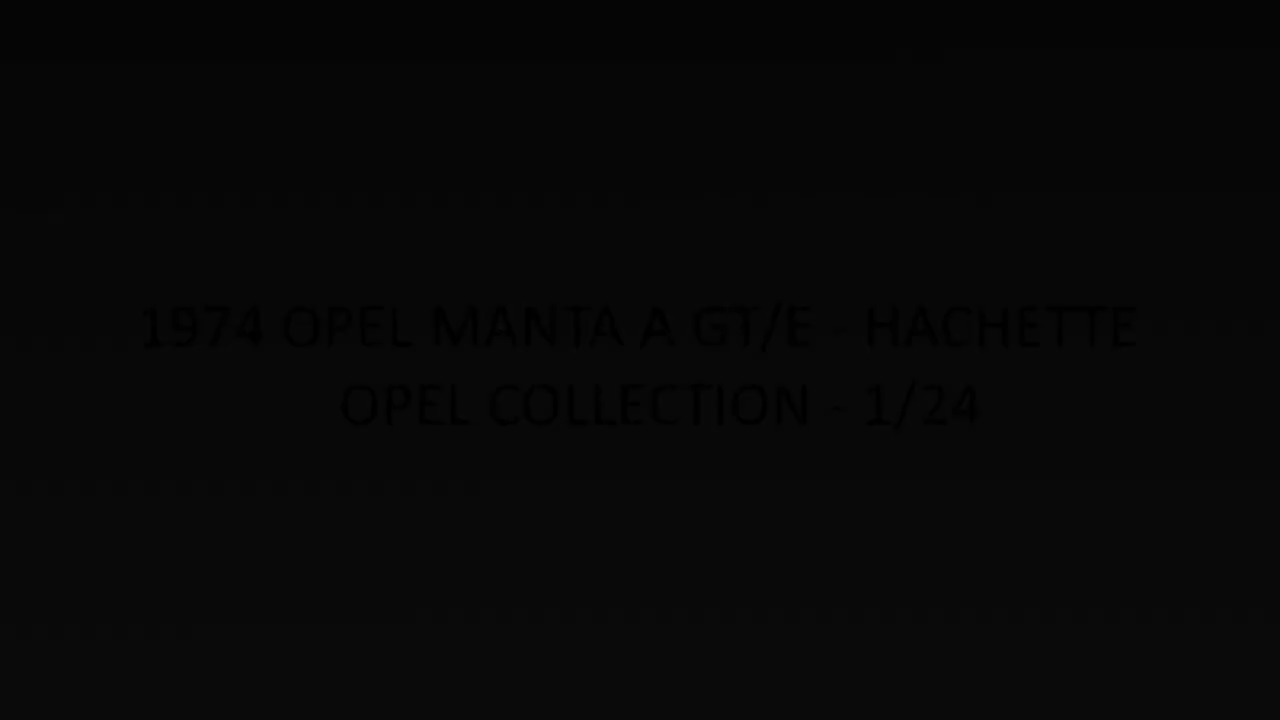 1974 OPEL MANTA A GT/E - HACHETTE
OPEL COLLECTION - 1/24